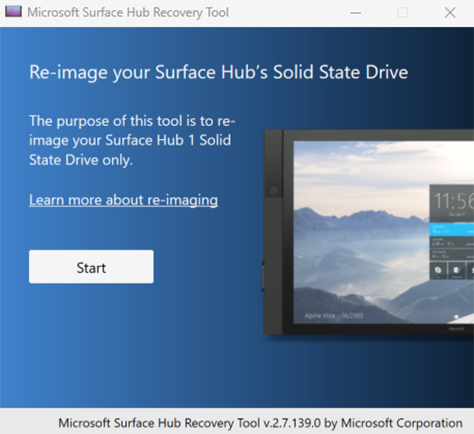 Microsoft Surface Hub Recovery Tool
Re-image your Surface Hub's Solid State Drive
The purpose of this tool is to re-
image your Surface Hub 1 Solid
State Drive only.
Learn more about re-imaging
Start
11:56
Microsoft Surface Hub Recovery Tool v.2.7.139.0 by Microsoft Corporation